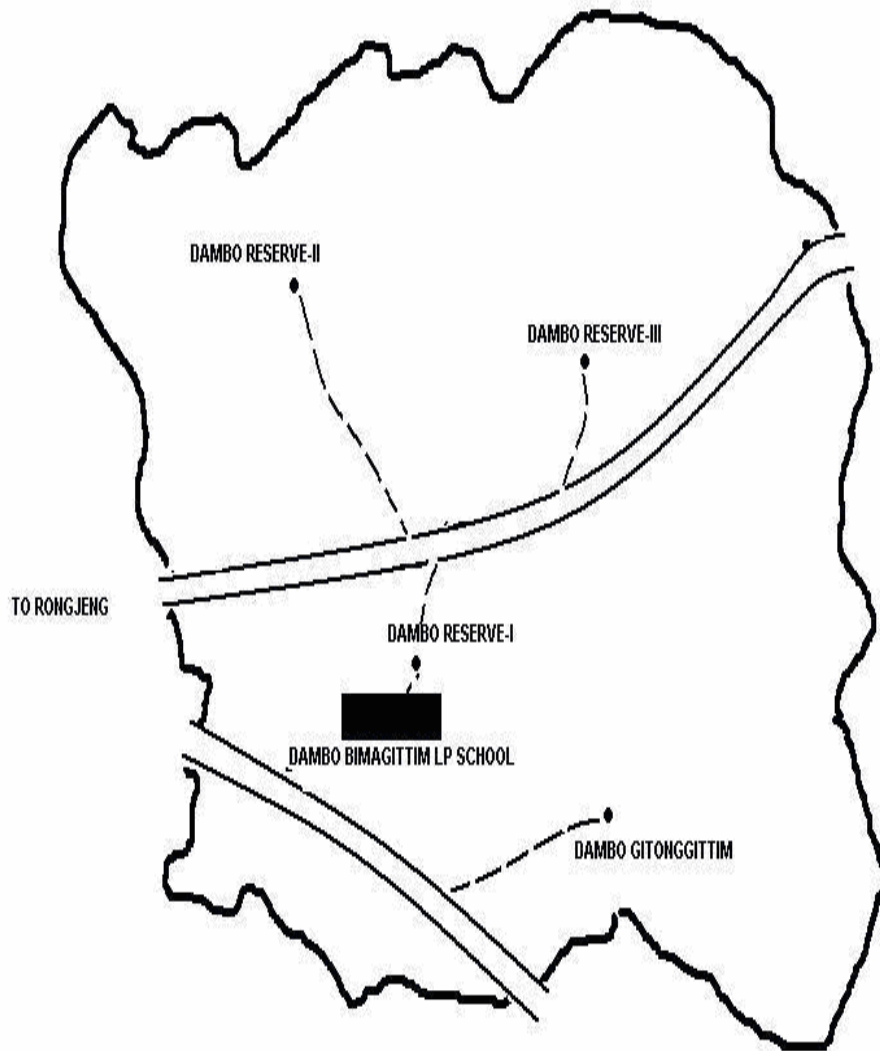 DAMBO RESERVE-II
DAMBO RESERVE-III
TO RONGJENG
DAMBO RESERVE-I
DAMBO BIMAGITTIM LP SCHOOL
DAMBO GITONGGITTIM